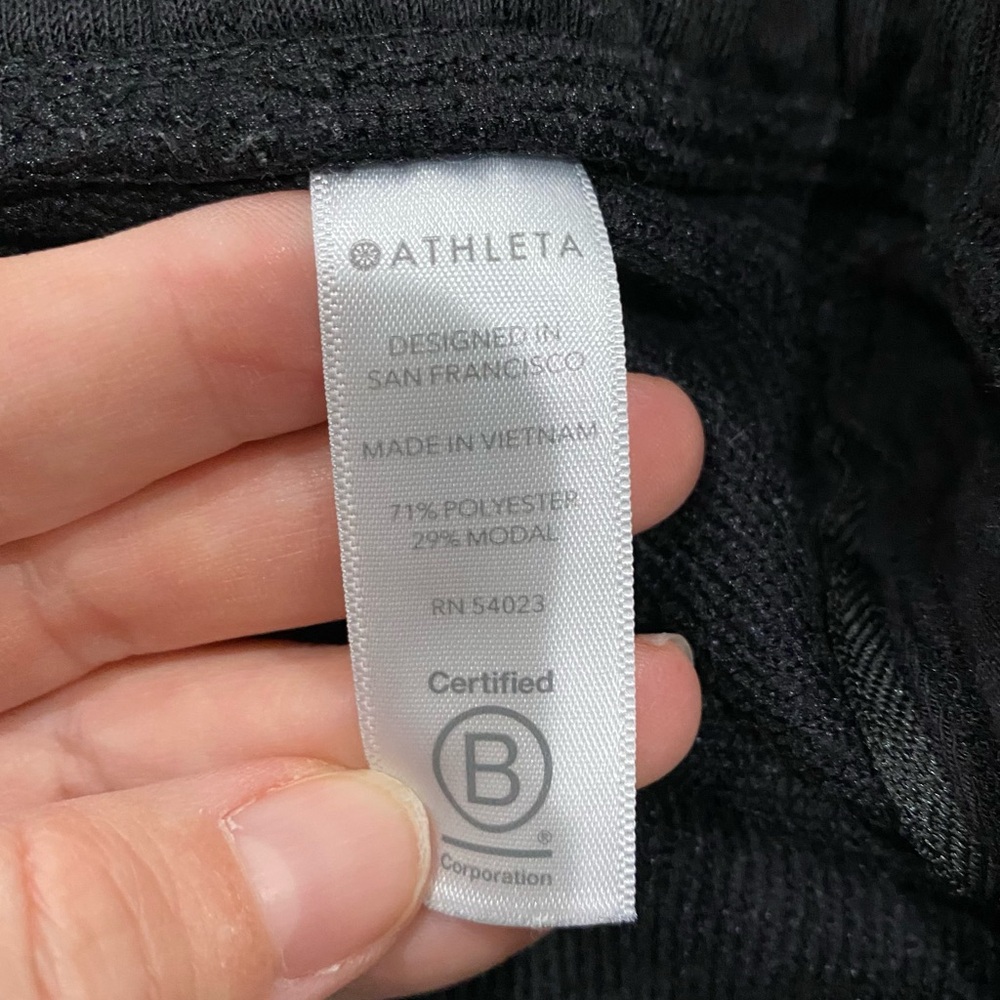 ATHLETA
DESIGNED IN
SAN FRANCISCO
MADE IN VIETNAM
71% POLYESTER
29% MODAL
RN 54023
Certified
B
®
Corporation